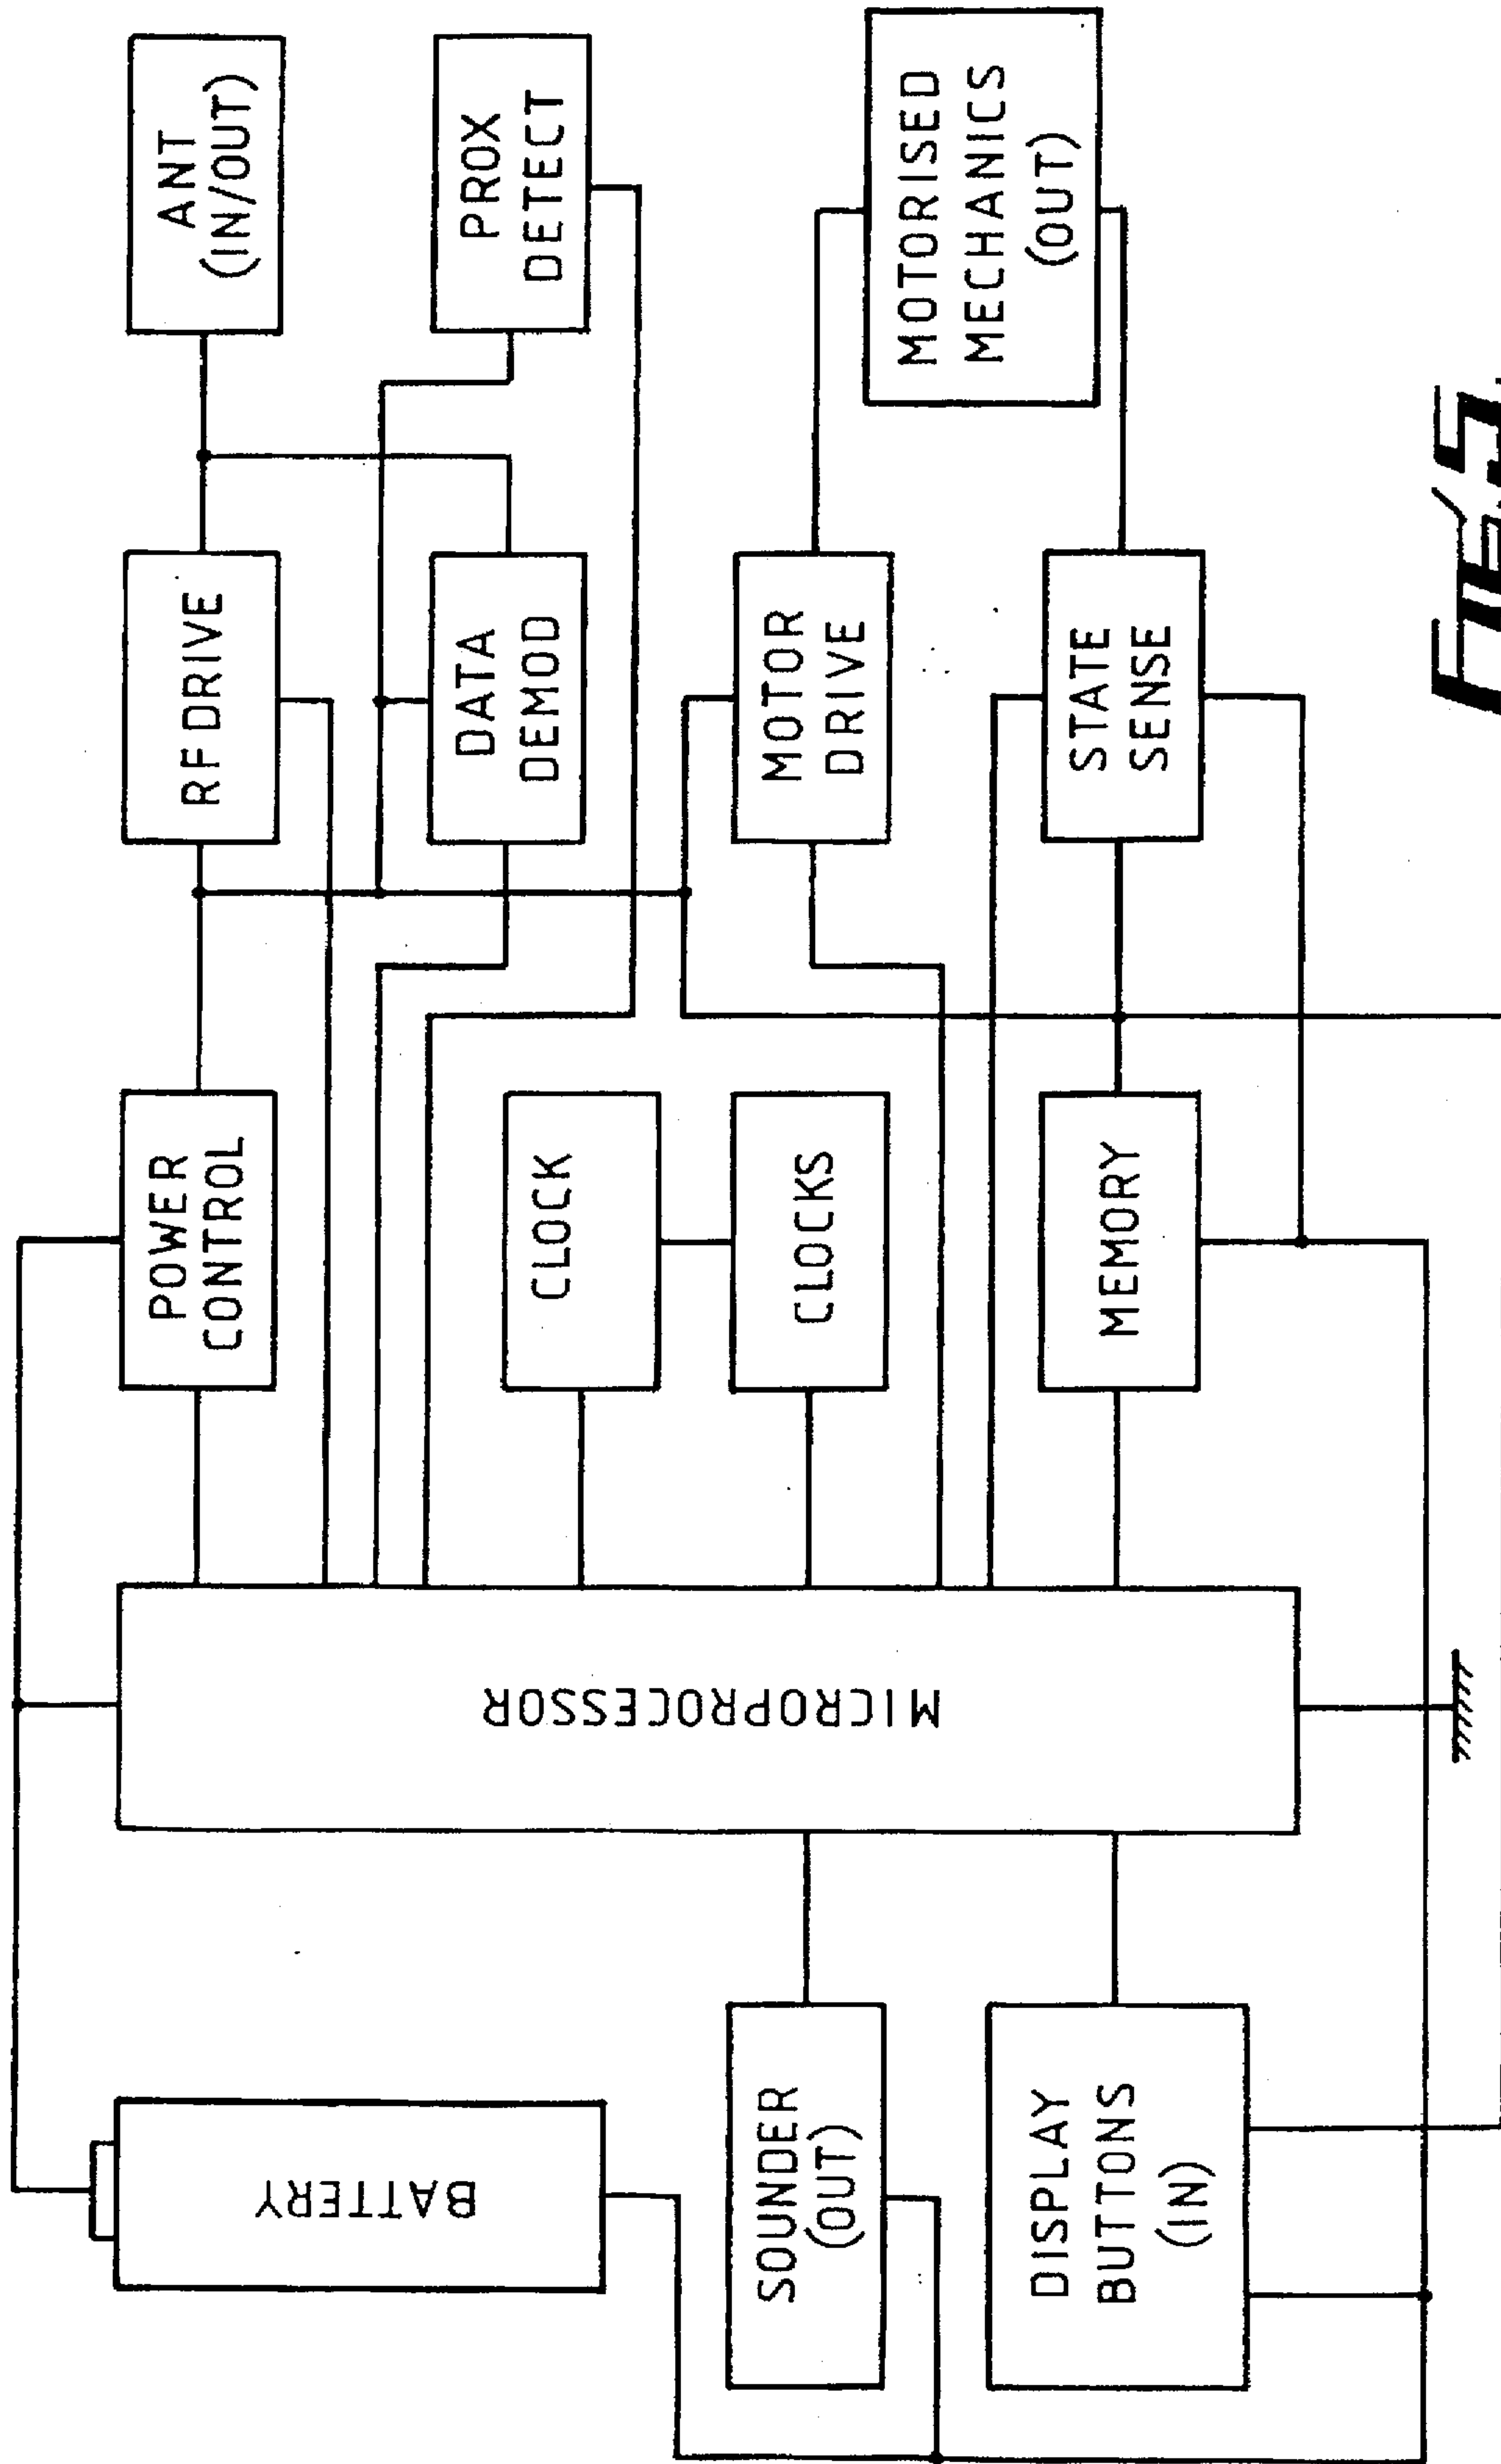 BATTERY
SOUNDER
(OUT)
DISPLAY
BUTTONS
(IN)
MICROPROCESSOR
POWER
CONTROL
CLOCK
CLOCKS
MEMORY
RF DRIVE
DATA
DEMOD
MOTOR
DRIVE
STATE
SENSE
ANT
(IN/OUT)
PROX
DETECT
MOTORISED
MECHANICS
(OUT)